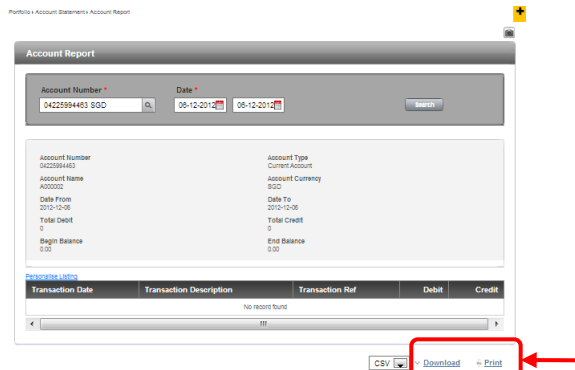 Portfolio › Account Statement › Account Report
Account Report
Account Number * Date *
04225994463 SGD 06-12-2012 06-12-2012 Search
Account Number Account Type
04225994463 Current Account
Account Name Account Currency
A000002 SGD
Date From Date To
2012-12-06 2012-12-06
Total Debit Total Credit
0 0
Begin Balance End Balance
0.00 0.00
Personalise Listing
Transaction Date Transaction Description Transaction Ref Debit Credit
No record found
CSV Download Print